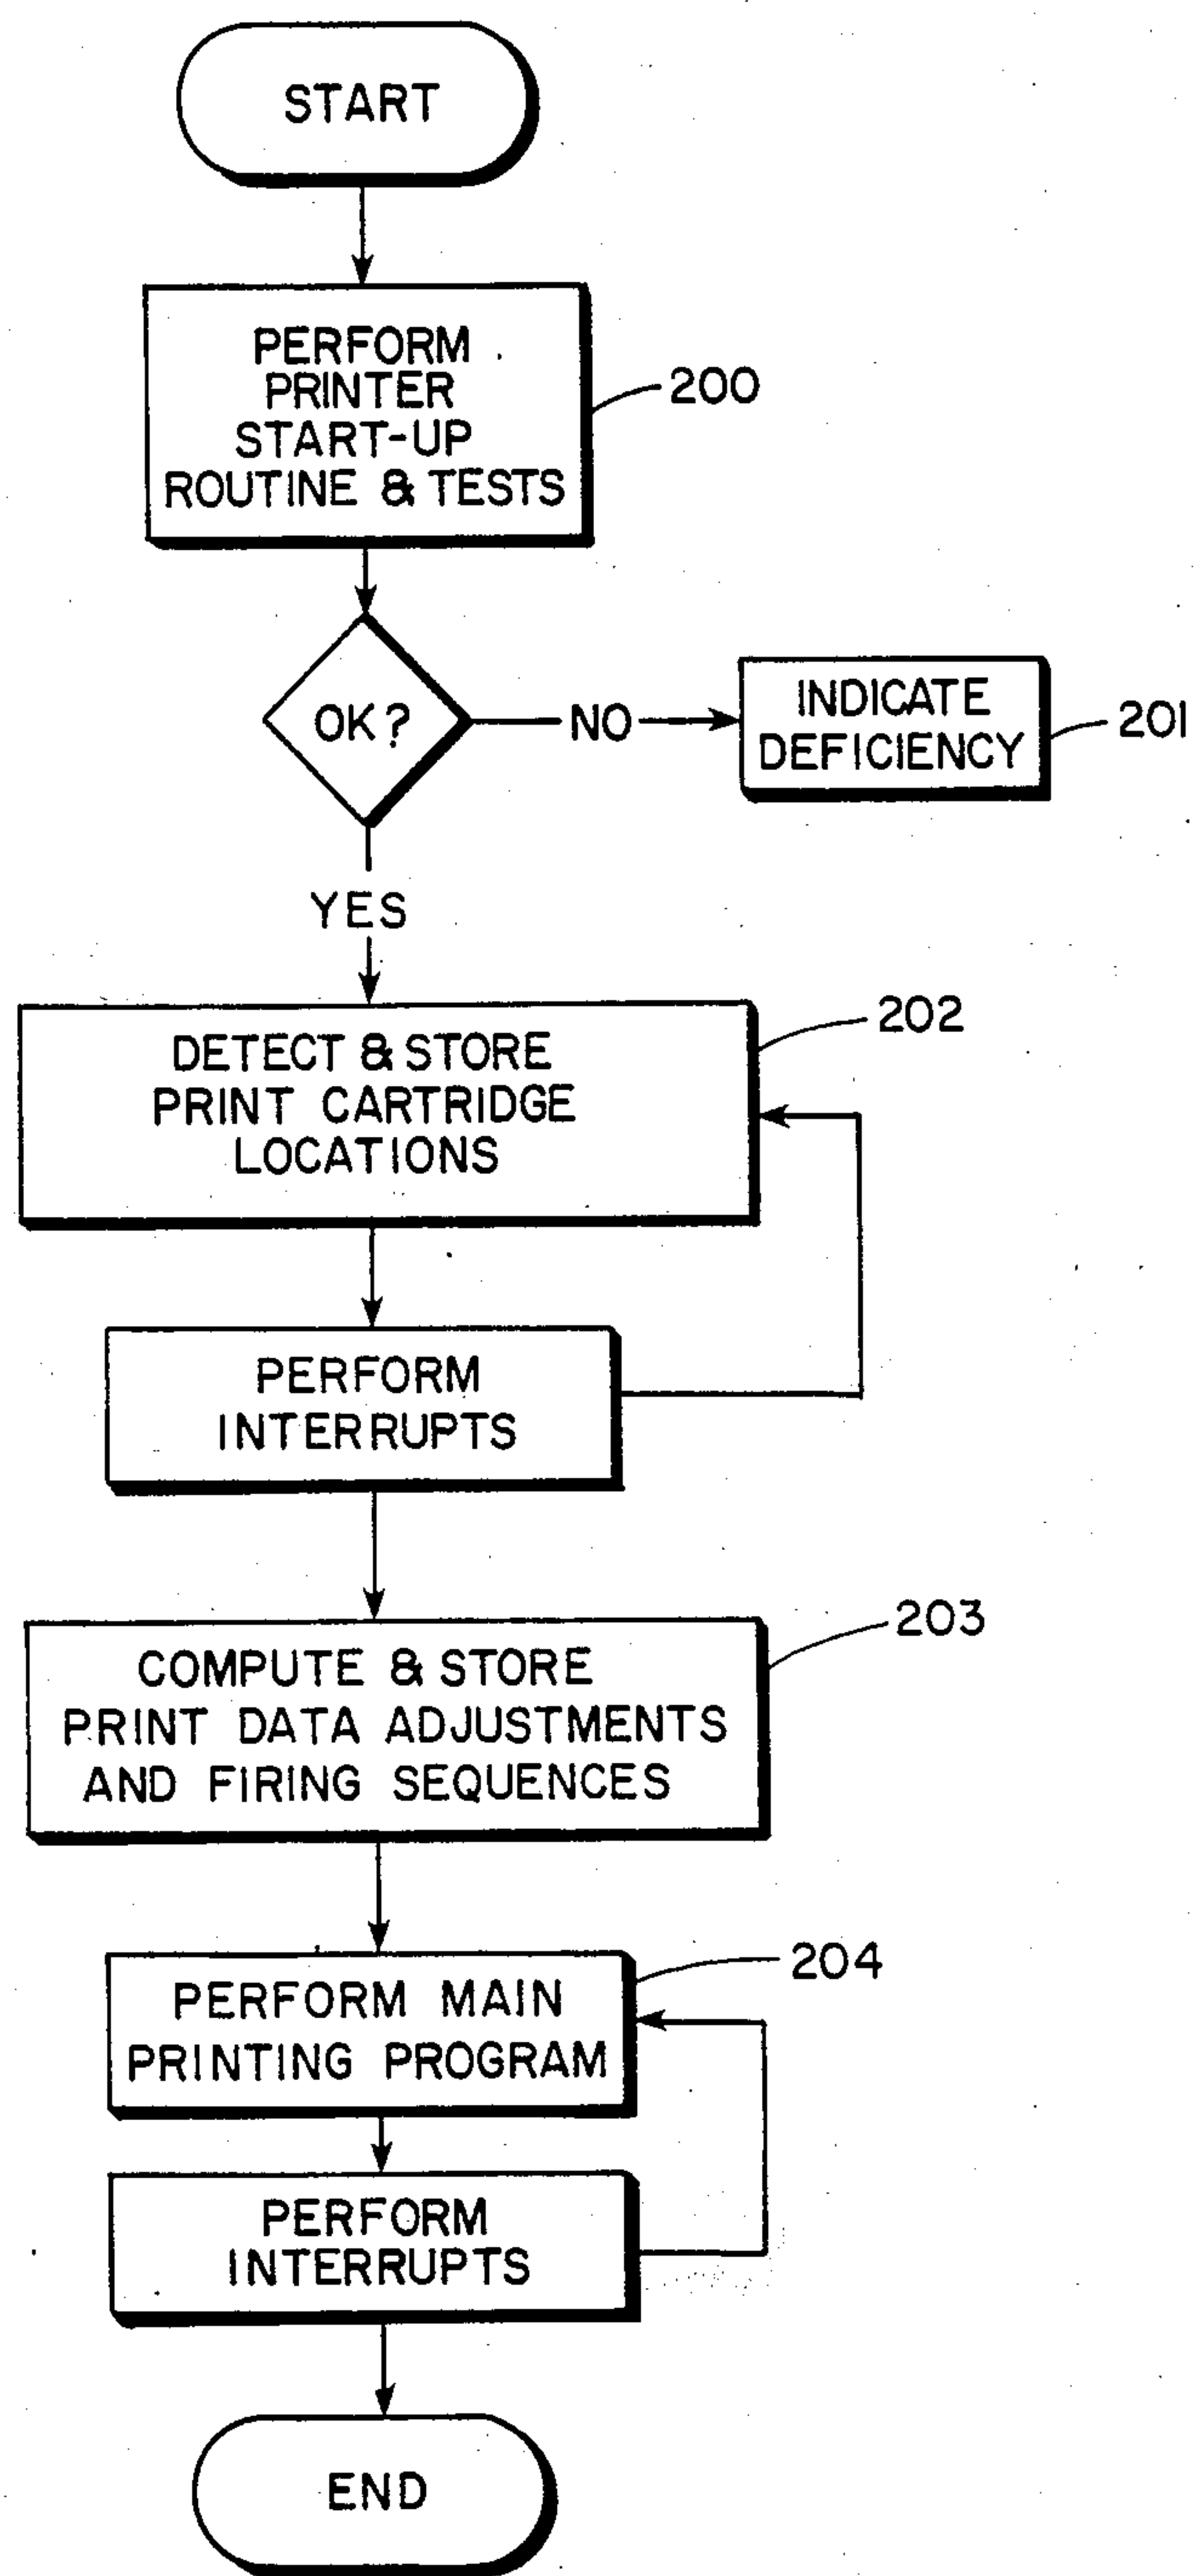 START
PERFORM
PRINTER
START-UP
ROUTINE & TESTS
200
OK?
NO
INDICATE
DEFICIENCY
201
YES
DETECT & STORE
PRINT CARTRIDGE
LOCATIONS
202
PERFORM
INTERRUPTS
COMPUTE & STORE
PRINT DATA ADJUSTMENTS
AND FIRING SEQUENCES
203
PERFORM MAIN
PRINTING PROGRAM
204
PERFORM
INTERRUPTS
END